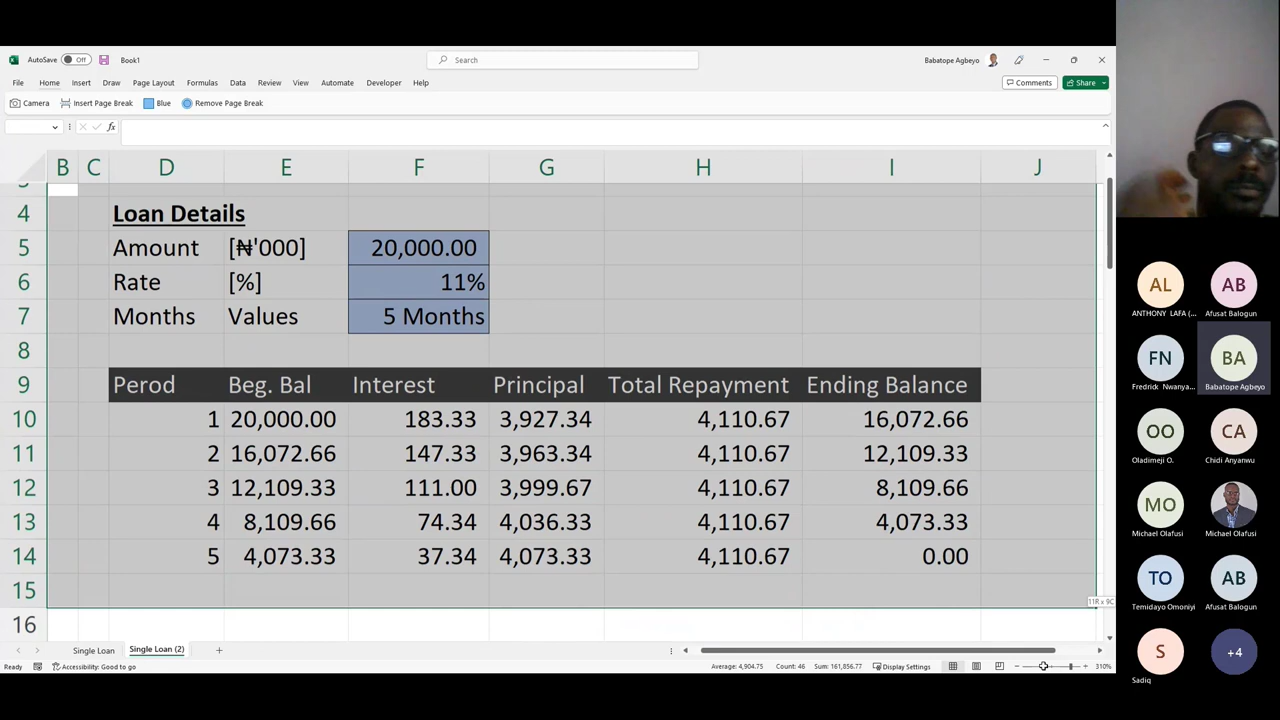 AutoSave Off Book1 Search Babatope Agbeyo
File Home Insert Draw Page Layout Formulas Data Review View Automate Developer Help Comments Share
Camera Insert Page Break Blue Remove Page Break
fx
B C D E F G H I J
4 Loan Details
5 Amount [₦'000] 20,000.00
6 Rate [%] 11%
7 Months Values 5 Months
8
9 Perod Beg. Bal Interest Principal Total Repayment Ending Balance
10 1 20,000.00 183.33 3,927.34 4,110.67 16,072.66
11 2 16,072.66 147.33 3,963.34 4,110.67 12,109.33
12 3 12,109.33 111.00 3,999.67 4,110.67 8,109.66
13 4 8,109.66 74.34 4,036.33 4,110.67 4,073.33
14 5 4,073.33 37.34 4,073.33 4,110.67 0.00
15
11R x 9C
16
Single Loan Single Loan (2)
Ready Accessibility: Good to go Average: 4,904.75 Count: 46 Sum: 161,856.77 Display Settings 310%
AL AB
ANTHONY LAFA (... Afusat Balogun
FN BA
Fredrick Nwanya... Babatope Agbeyo
OO CA
Oladimeji O. Chidi Anyanwu
MO
Michael Olafusi Michael Olafusi
TO AB
Temidayo Omoniyi Afusat Balogun
S +4
Sadiq